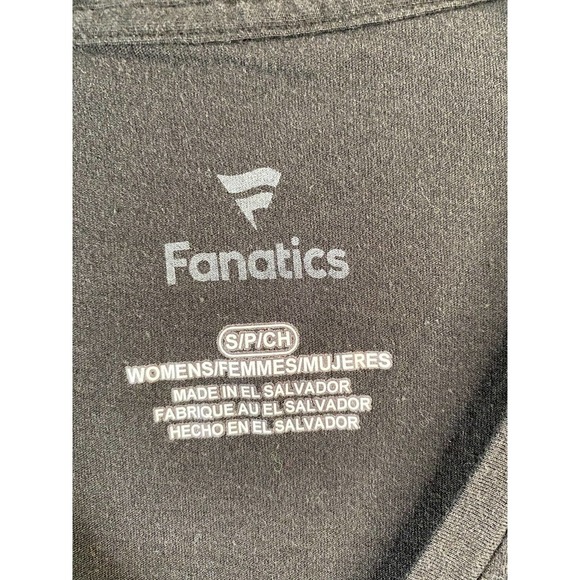 Fanatics
S/P/CH
WOMENS/FEMMES/MUJERES
MADE IN EL SALVADOR
FABRIQUE AU EL SALVADOR
HECHO EN EL SALVADOR